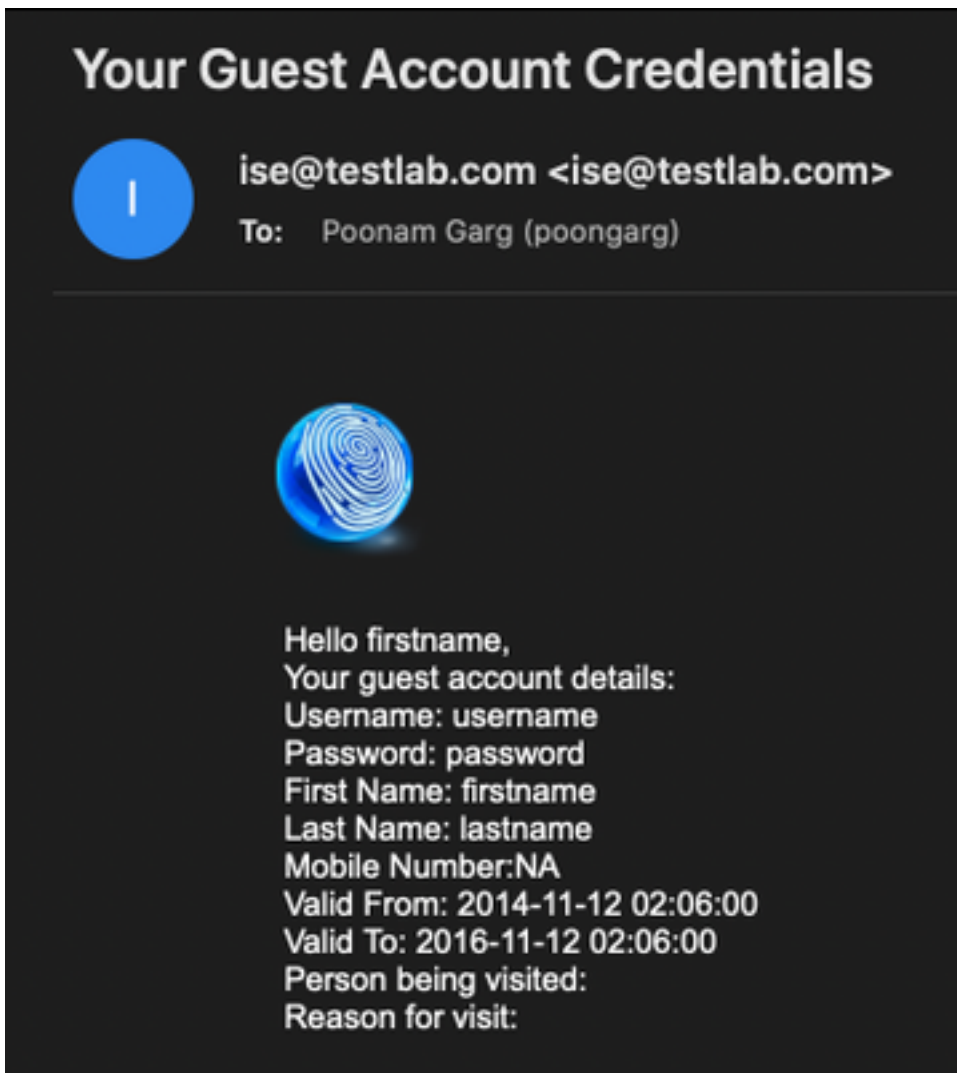 Your Guest Account Credentials
I
ise@testlab.com <ise@testlab.com>
To: Poonam Garg (poongarg)
Hello firstname,
Your guest account details:
Username: username
Password: password
First Name: firstname
Last Name: lastname
Mobile Number:NA
Valid From: 2014-11-12 02:06:00
Valid To: 2016-11-12 02:06:00
Person being visited:
Reason for visit: